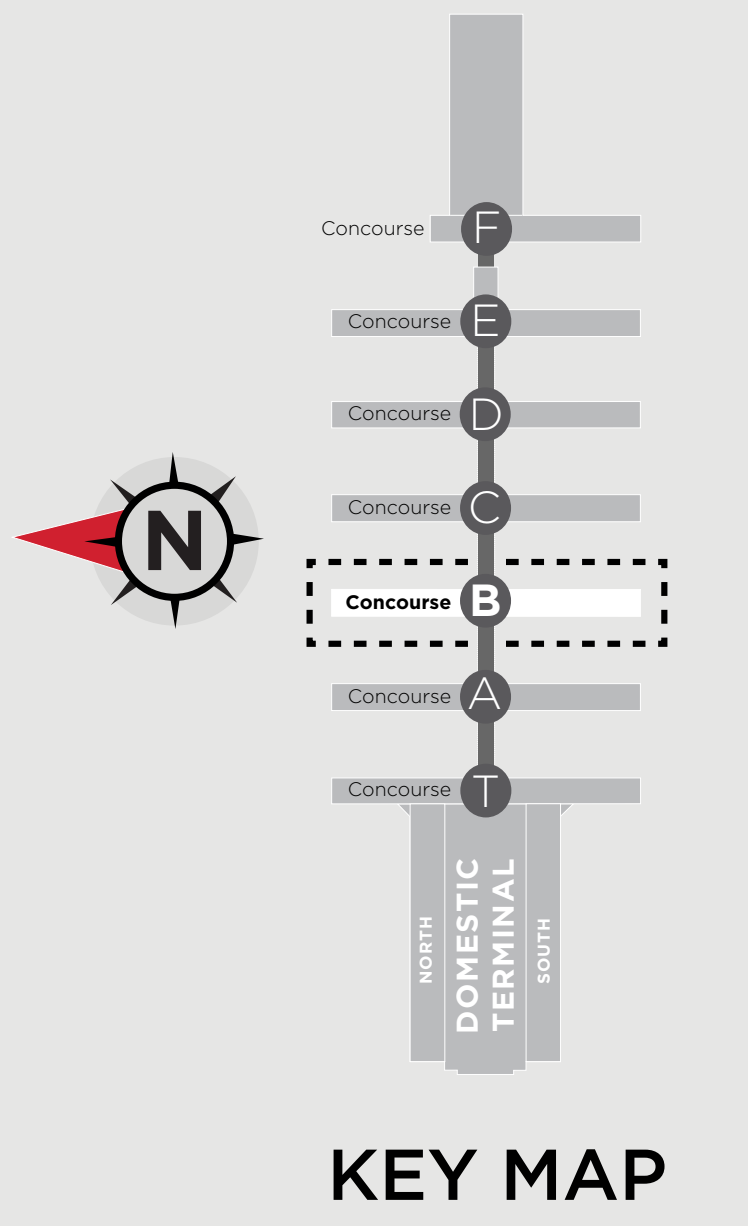 Concourse F
Concourse E
Concourse D
Concourse C
N
Concourse B
Concourse A
Concourse T
NORTH
DOMESTIC
TERMINAL
SOUTH
KEY MAP